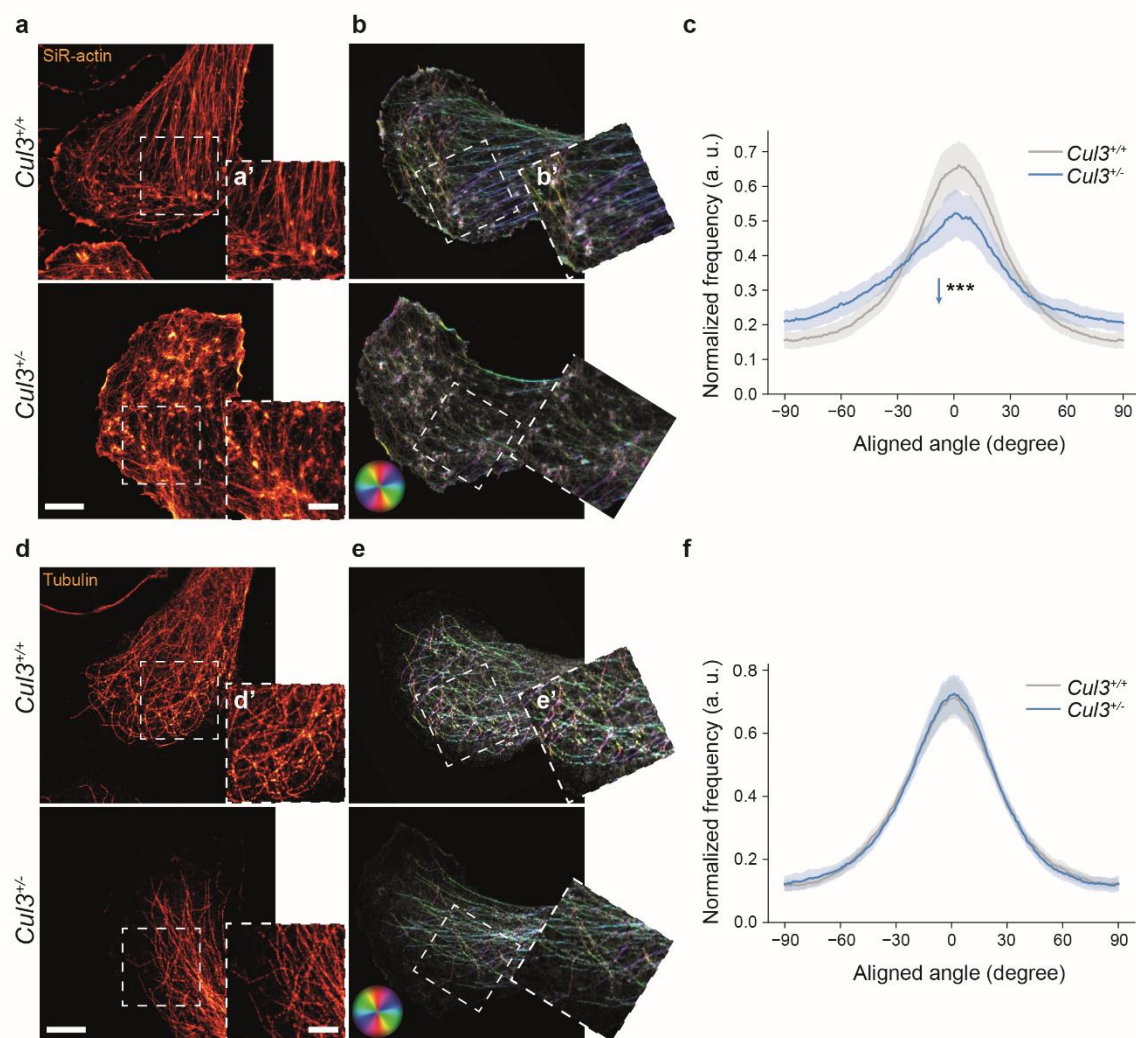 a
b
c
SiR-actin
Cul3+/+
a’
b’
Cul3+/-
Normalized frequency (a. u.)
0.7
0.6
0.5
0.4
0.3
0.2
0.1
0.0
Cul3+/+
Cul3+/-
***
−90 −60 −30 0 30 60 90
Aligned angle (degree)
d
e
f
Tubulin
Cul3+/+
d’
e’
Cul3+/-
Normalized frequency (a. u.)
0.8
0.6
0.4
0.2
0.0
Cul3+/+
Cul3+/-
−90 −60 −30 0 30 60 90
Aligned angle (degree)